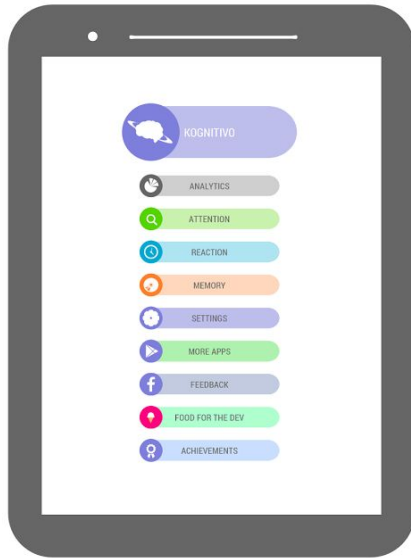 KOGNITIVO
ANALYTICS
ATTENTION
REACTION
MEMORY
SETTINGS
MORE APPS
FEEDBACK
FOOD FOR THE DEV
ACHIEVEMENTS